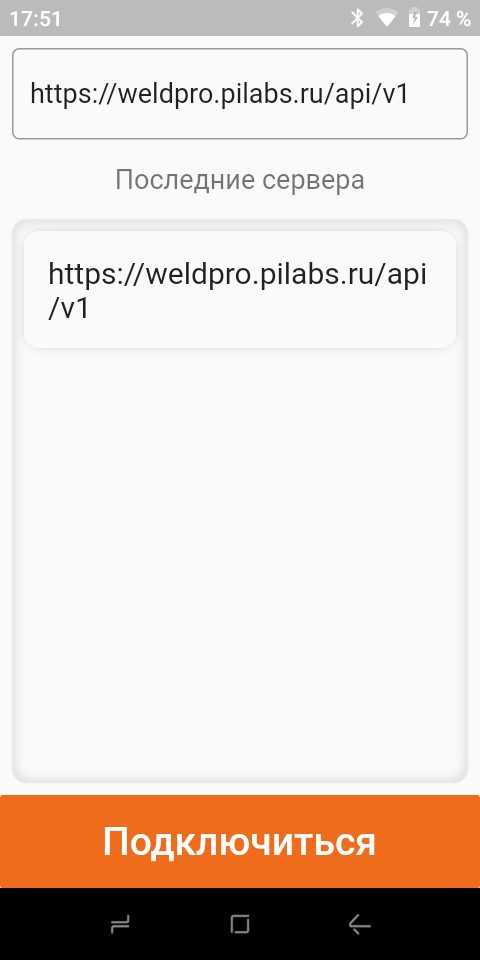 17:51
74 %
https://weldpro.pilabs.ru/api/v1
Последние сервера
https://weldpro.pilabs.ru/api
/v1
Подключиться